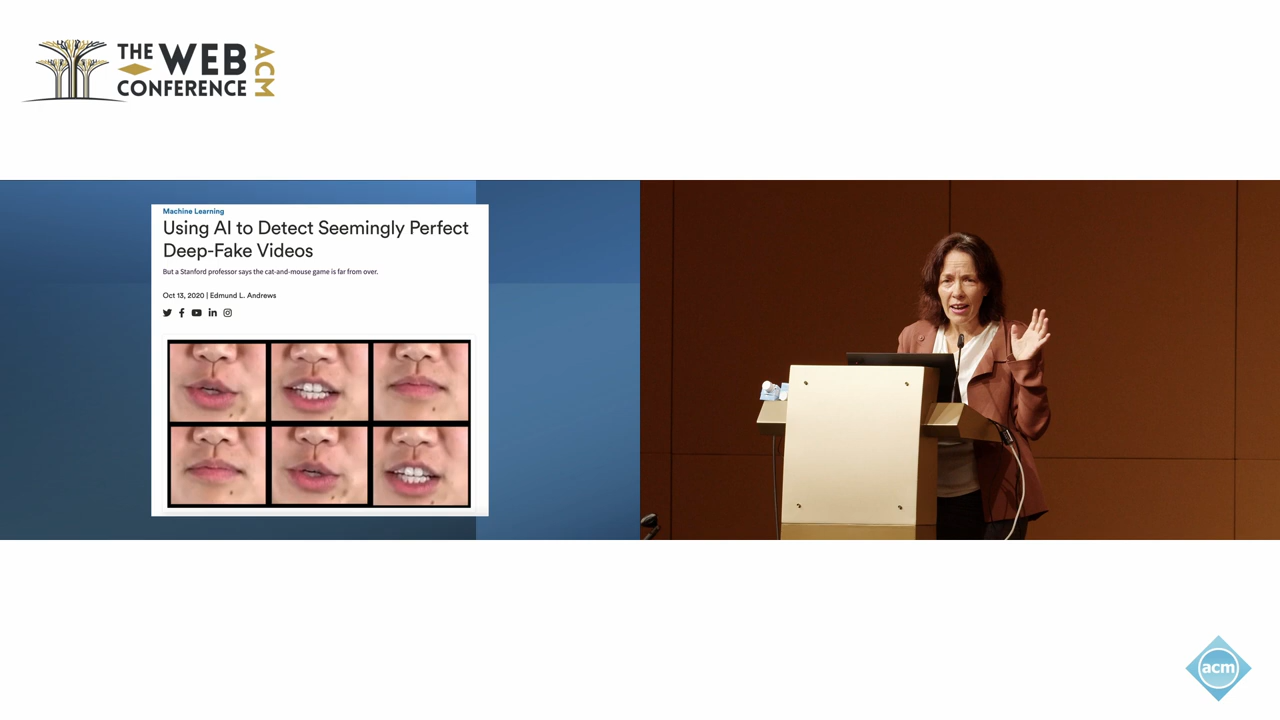 THE WEB
CONFERENCE
ACM
Machine Learning
Using AI to Detect Seemingly Perfect
Deep-Fake Videos
But a Stanford professor says the cat-and-mouse game is far from over.
Oct 13, 2020 | Edmund L. Andrews
acm